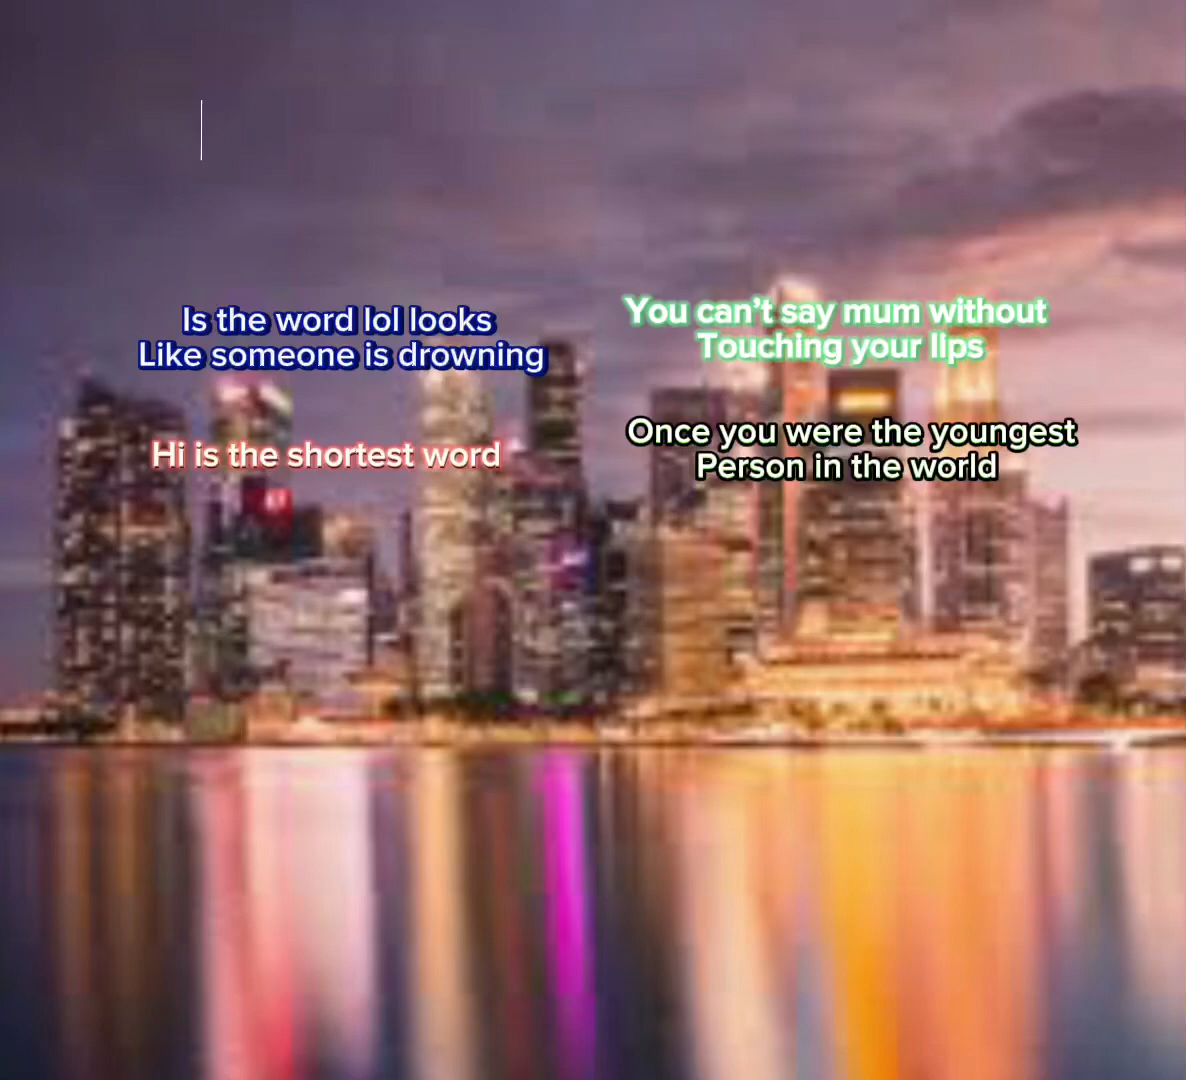 Is the word lol looks
Like someone is drowning
Hi is the shortest word
You can't say mum without
Touching your lips
Once you were the youngest
Person in the world